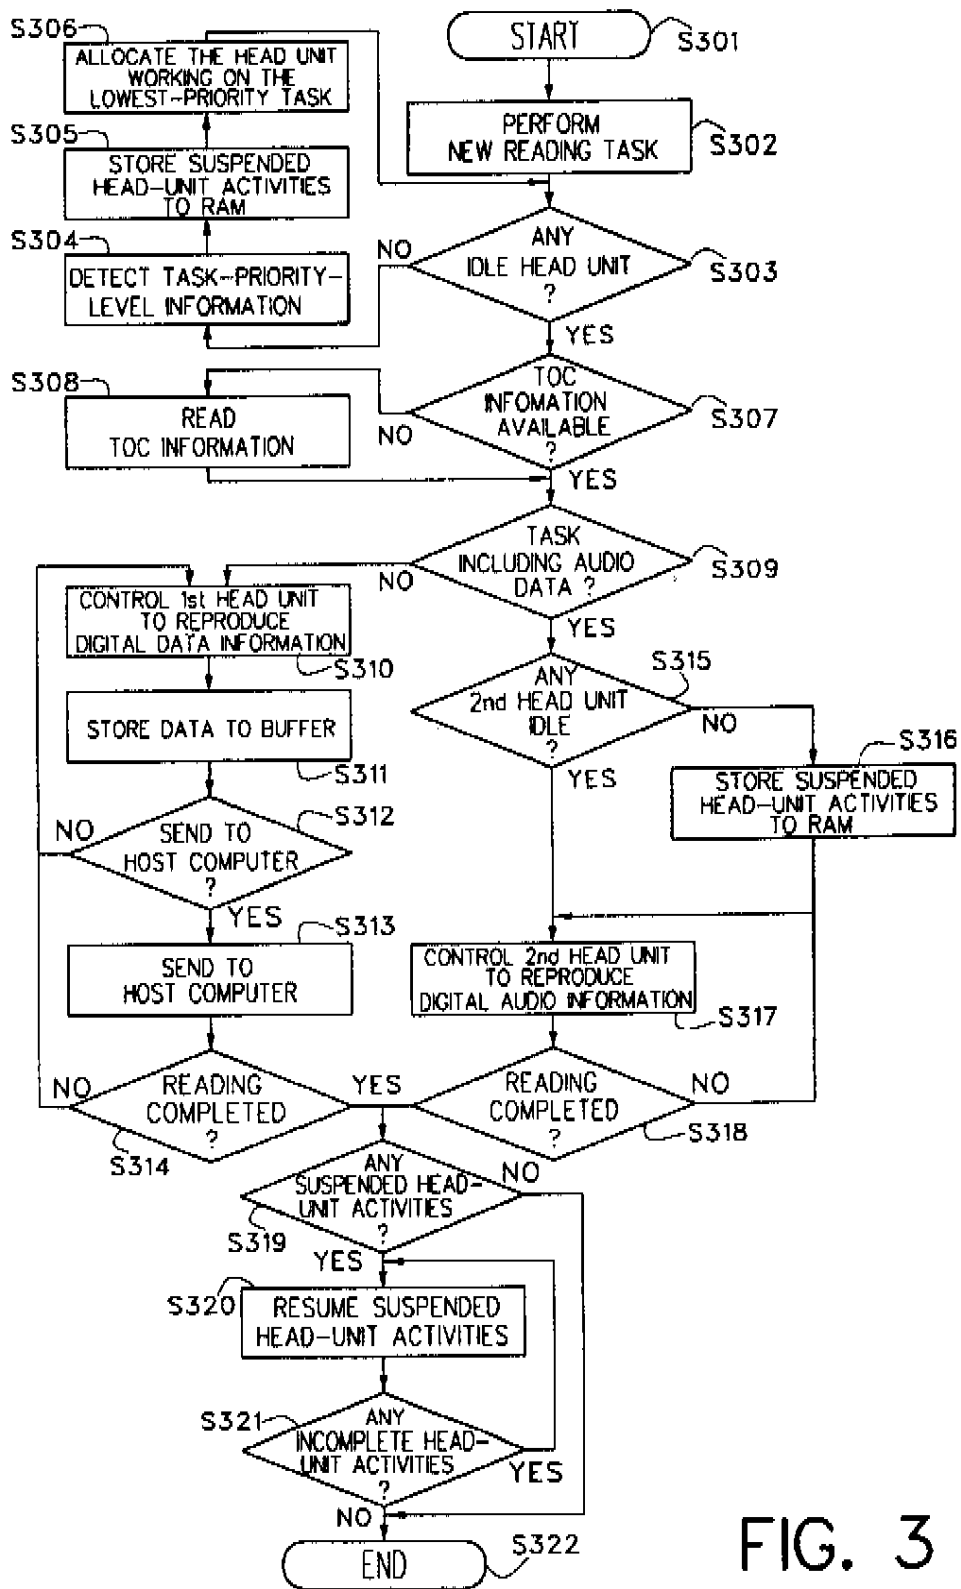 START
S301
PERFORM
NEW READING TASK
S302
S306
ALLOCATE THE HEAD UNIT
WORKING ON THE
LOWEST-PRIORITY TASK
S305
STORE SUSPENDED
HEAD-UNIT ACTIVITIES
TO RAM
S304
DETECT TASK-PRIORITY-
LEVEL INFORMATION
ANY
IDLE HEAD UNIT
?
S303
NO
YES
S308
READ
TOC INFORMATION
TOC
INFOMATION
AVAILABLE
?
S307
NO
YES
TASK
INCLUDING AUDIO
DATA ?
S309
NO
YES
CONTROL 1st HEAD UNIT
TO REPRODUCE
DIGITAL DATA INFORMATION
S310
STORE DATA TO BUFFER
S311
SEND TO
HOST COMPUTER
?
S312
NO
YES
S313
SEND TO
HOST COMPUTER
READING
COMPLETED
?
S314
NO
YES
ANY
2nd HEAD UNIT
IDLE
?
S315
NO
YES
S316
STORE SUSPENDED
HEAD-UNIT ACTIVITIES
TO RAM
CONTROL 2nd HEAD UNIT
TO REPRODUCE
DIGITAL AUDIO INFORMATION
S317
READING
COMPLETED
?
S318
NO
ANY
SUSPENDED HEAD-
UNIT ACTIVITIES
?
S319
NO
YES
S320
RESUME SUSPENDED
HEAD-UNIT ACTIVITIES
S321
ANY
INCOMPLETE HEAD-
UNIT ACTIVITIES
?
YES
NO
END
S322
FIG. 3